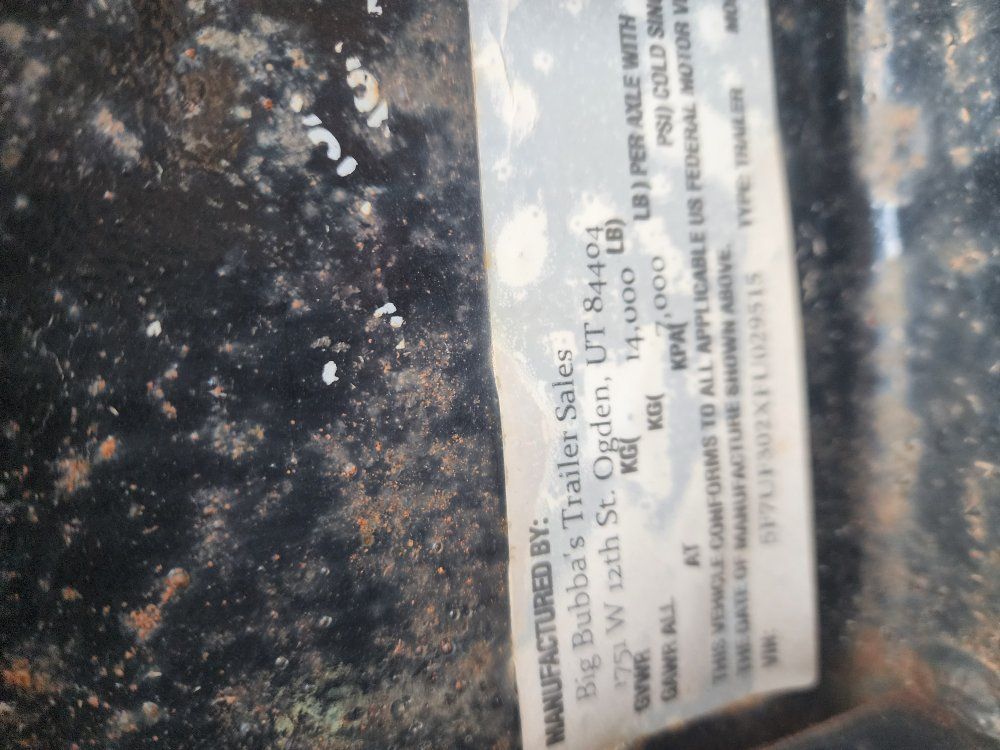 MANUFACTURED BY:
Big Bubba's Trailer Sales
1751 W 12th St. Ogden, UT 84404
GVWR KG( 14,000 LB)
GAWR ALL KG( 7,000 LB) PER AXLE WITH
AT KPA( PSI) COLD
THIS VEHICLE CONFORMS TO ALL APPLICABLE US FEDERAL MOTOR
THE DATE OF MANUFACTURE SHOWN ABOVE.
VIN: TYPE: TRAILER